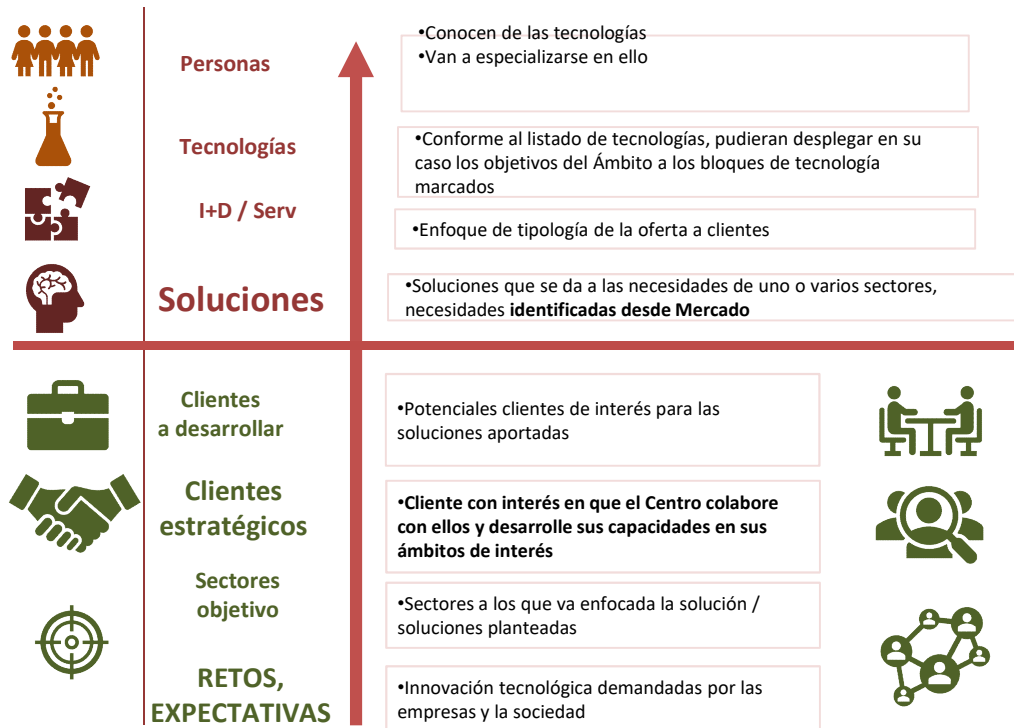 Personas
•Conocen de las tecnologías
•Van a especializarse en ello
Tecnologías
•Conforme al listado de tecnologías, pudieran desplegar en su
caso los objetivos del Ámbito a los bloques de tecnología
marcados
I+D / Serv
•Enfoque de tipología de la oferta a clientes
Soluciones
•Soluciones que se da a las necesidades de uno o varios sectores,
necesidades identificadas desde Mercado
Clientes
a desarrollar
•Potenciales clientes de interés para las
soluciones aportadas
Clientes
estratégicos
•Cliente con interés en que el Centro colabore
con ellos y desarrolle sus capacidades en sus
ámbitos de interés
Sectores
objetivo
•Sectores a los que va enfocada la solución /
soluciones planteadas
RETOS,
EXPECTATIVAS
•Innovación tecnológica demandadas por las
empresas y la sociedad